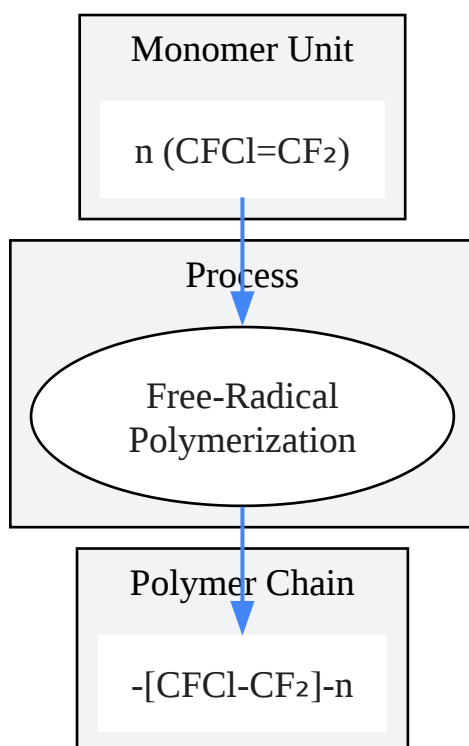 Monomer Unit
n (CFCl=CF₂)
Process
Free-Radical
Polymerization
Polymer Chain
-[CFCl-CF₂]-n